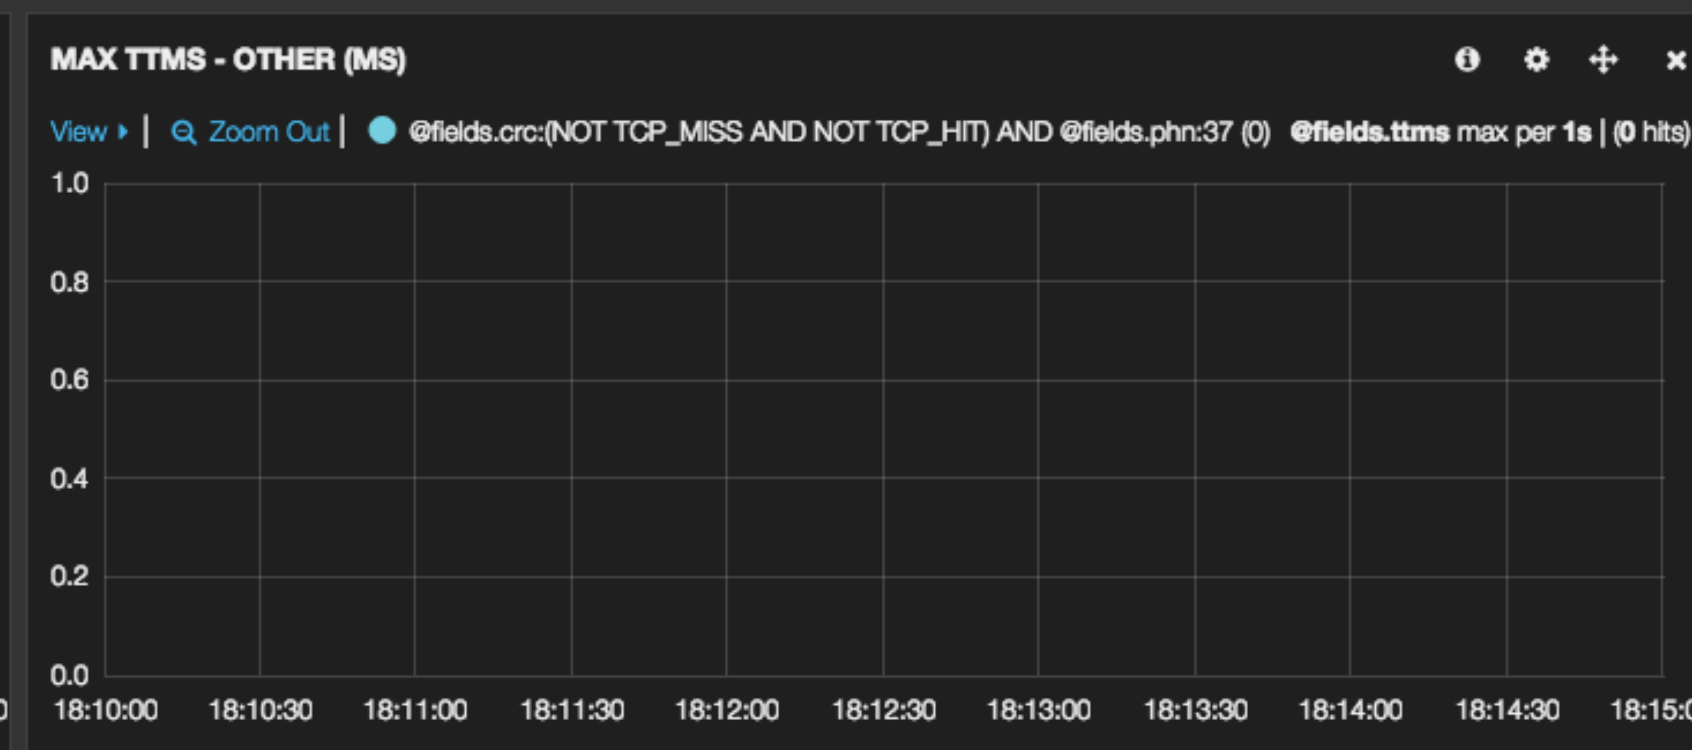 MAX TTMS - OTHER (MS)
View | Zoom Out | @fields.crc:(NOT TCP_MISS AND NOT TCP_HIT) AND @fields.phn:37 (0) @fields.ttms max per 1s | (0 hits)
1.0
0.8
0.6
0.4
0.2
0.0
18:10:00 18:10:30 18:11:00 18:11:30 18:12:00 18:12:30 18:13:00 18:13:30 18:14:00 18:14:30